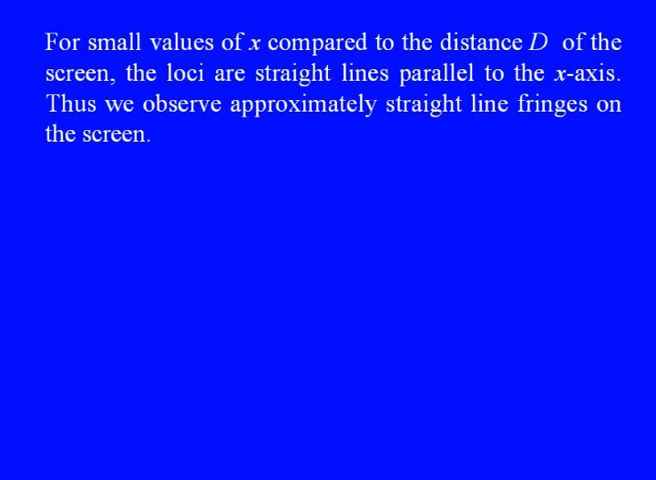 For small values of x compared to the distance D of the
screen, the loci are straight lines parallel to the x-axis.
Thus we observe approximately straight line fringes on
the screen.